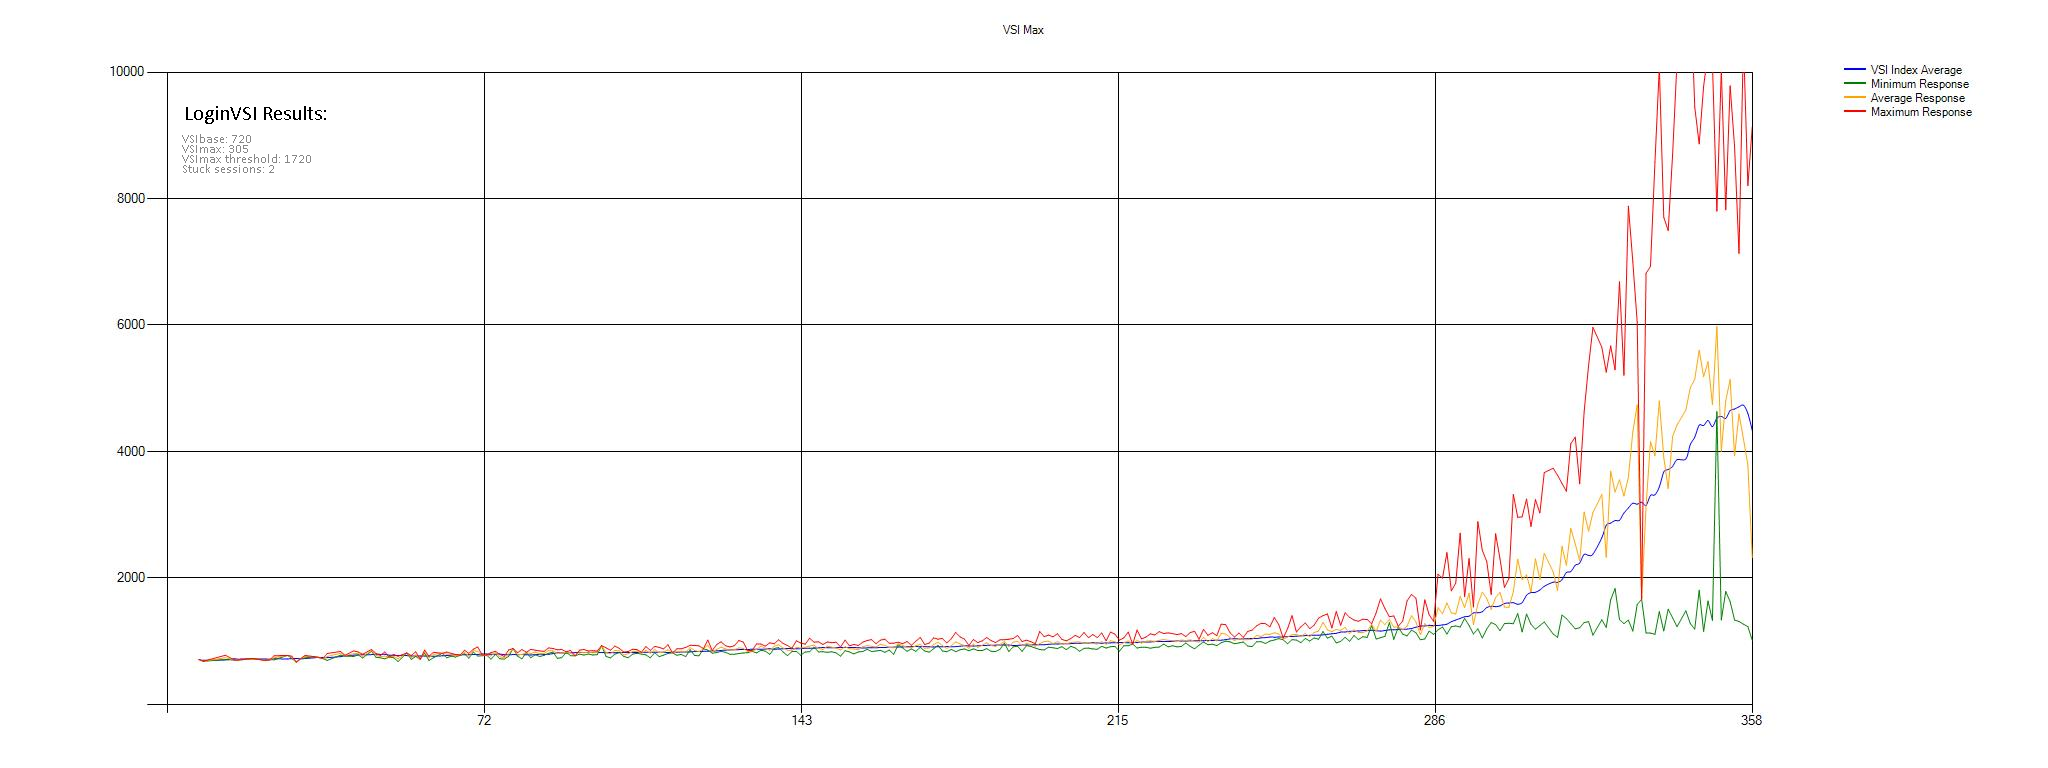 VSI Max
10000
8000
6000
4000
2000
LoginVSI Results:
VSIbase: 720
VSImax: 305
VSImax threshold: 1720
Stuck sessions: 2
VSI Index Average
Minimum Response
Average Response
Maximum Response
72
143
215
286
358